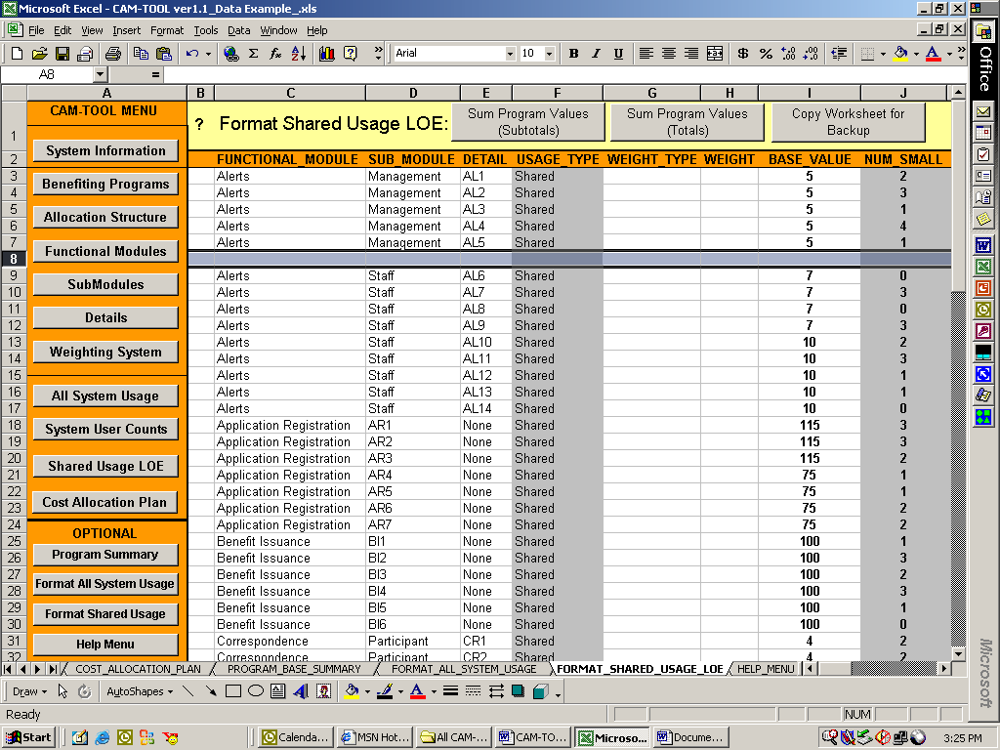 Microsoft Excel - CAM-TOOL ver1.1_Data Example_.xls
File Edit View Insert Format Tools Data Window Help
Arial 10 B I U $ %
A8 =
A B C D E F G H I J
1 CAM-TOOL MENU ? Format Shared Usage LOE: Sum Program Values (Subtotals) Sum Program Values (Totals) Copy Worksheet for Backup
2 FUNCTIONAL_MODULE SUB_MODULE DETAIL USAGE_TYPE WEIGHT_TYPE WEIGHT BASE_VALUE NUM_SMALL
3 Alerts Management AL1 Shared 5 2
4 Alerts Management AL2 Shared 5 3
5 Alerts Management AL3 Shared 5 1
6 Alerts Management AL4 Shared 5 4
7 Alerts Management AL5 Shared 5 1
8
9 Alerts Staff AL6 Shared 7 0
10 Alerts Staff AL7 Shared 7 3
11 Alerts Staff AL8 Shared 7 0
12 Alerts Staff AL9 Shared 7 3
13 Alerts Staff AL10 Shared 10 2
14 Alerts Staff AL11 Shared 10 3
15 Alerts Staff AL12 Shared 10 1
16 Alerts Staff AL13 Shared 10 1
17 Alerts Staff AL14 Shared 10 0
18 Application Registration AR1 None Shared 115 3
19 Application Registration AR2 None Shared 115 3
20 Application Registration AR3 None Shared 115 2
21 Application Registration AR4 None Shared 75 1
22 Application Registration AR5 None Shared 75 1
23 Application Registration AR6 None Shared 75 2
24 Application Registration AR7 None Shared 75 2
25 Benefit Issuance BI1 None Shared 100 1
26 Benefit Issuance BI2 None Shared 100 3
27 Benefit Issuance BI3 None Shared 100 2
28 Benefit Issuance BI4 None Shared 100 3
29 Benefit Issuance BI5 None Shared 100 1
30 Benefit Issuance BI6 None Shared 100 0
31 Correspondence Participant CR1 Shared 4 2
32 Correspondence Participant CR2 Shared 4 2
System Information
Benefiting Programs
Allocation Structure
Functional Modules
SubModules
Details
Weighting System
All System Usage
System User Counts
Shared Usage LOE
Cost Allocation Plan
OPTIONAL
Program Summary
Format All System Usage
Format Shared Usage
Help Menu
COST_ALLOCATION_PLAN PROGRAM_BASE_SUMMARY FORMAT_ALL_SYSTEM_USAGE FORMAT_SHARED_USAGE_LOE HELP_MENU
Draw AutoShapes
Ready NUM
Start Calenda... MSN Hot... All CAM-... CAM-TO... Microso... Docume... 3:25 PM
Office
Microsoft